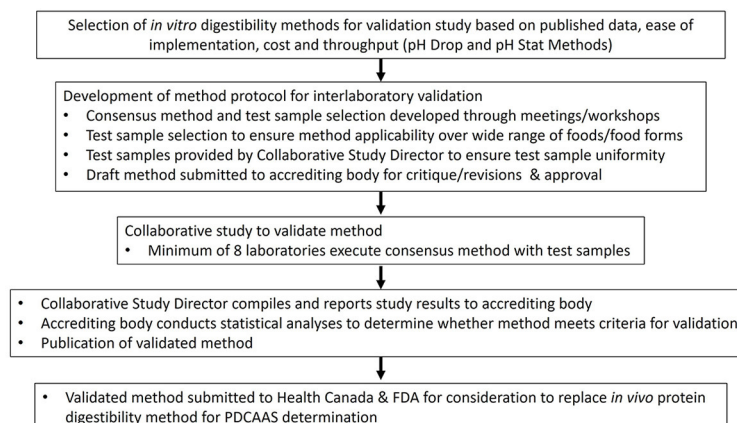 Selection of in vitro digestibility methods for validation study based on published data, ease of
implementation, cost and throughput (pH Drop and pH Stat Methods)
Development of method protocol for interlaboratory validation
• Consensus method and test sample selection developed through meetings/workshops
• Test sample selection to ensure method applicability over wide range of foods/food forms
• Test samples provided by Collaborative Study Director to ensure test sample uniformity
• Draft method submitted to accrediting body for critique/revisions & approval
Collaborative study to validate method
• Minimum of 8 laboratories execute consensus method with test samples
• Collaborative Study Director compiles and reports study results to accrediting body
• Accrediting body conducts statistical analyses to determine whether method meets criteria for validation
• Publication of validated method
• Validated method submitted to Health Canada & FDA for consideration to replace in vivo protein
digestibility method for PDCAAS determination